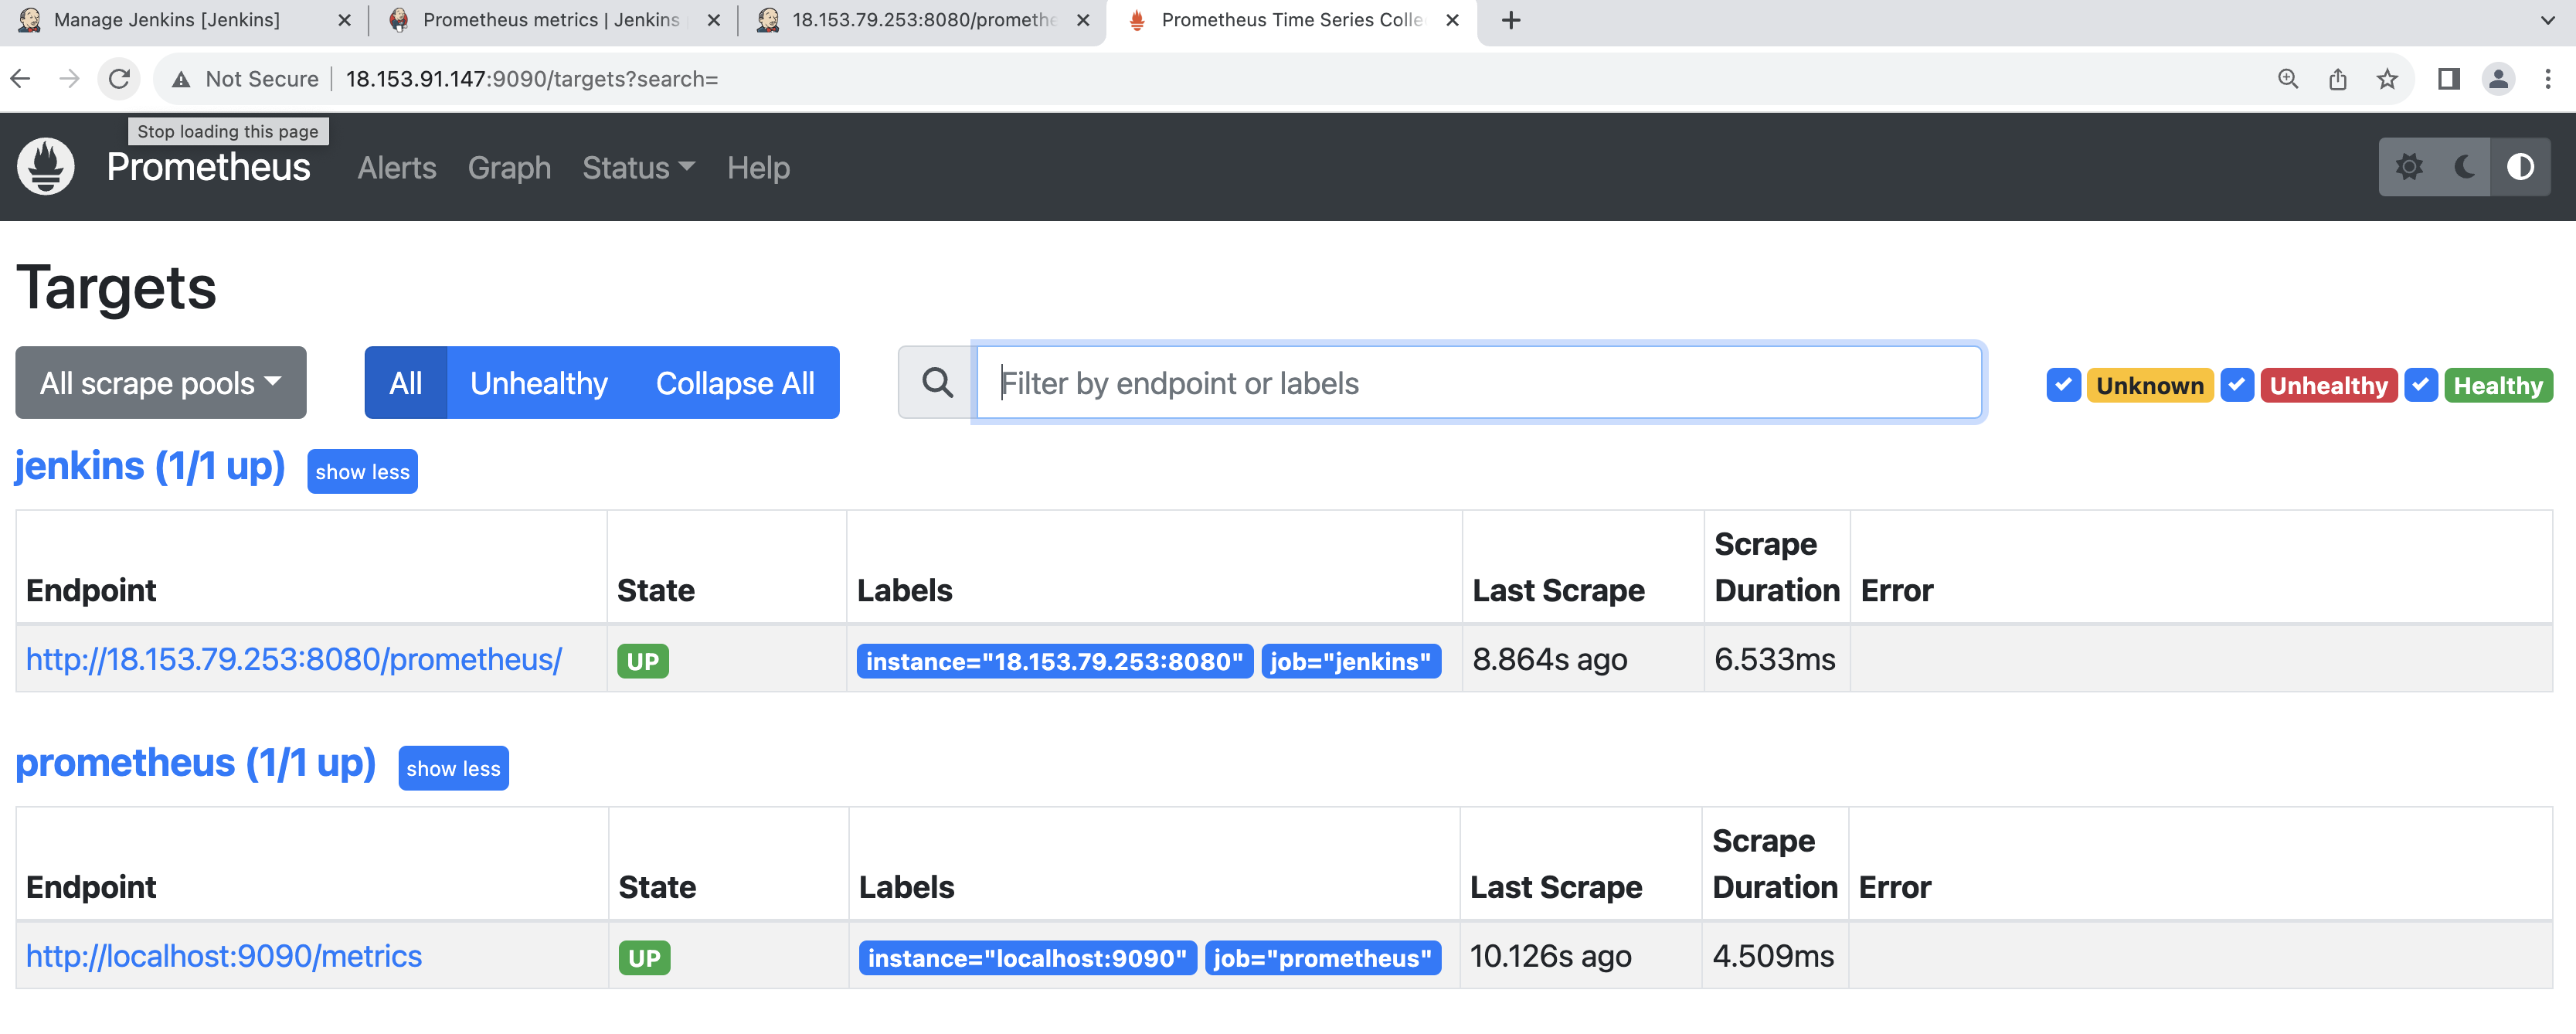 Manage Jenkins [Jenkins]
Prometheus metrics | Jenkins
18.153.79.253:8080/promethe
Prometheus Time Series Colle
Not Secure
18.153.91.147:9090/targets?search=
Stop loading this page
Prometheus Alerts Graph Status Help
Targets
All scrape pools All Unhealthy Collapse All Filter by endpoint or labels Unknown Unhealthy Healthy
jenkins (1/1 up) show less
Endpoint State Labels Last Scrape Scrape Duration Error
http://18.153.79.253:8080/prometheus/ UP instance="18.153.79.253:8080" job="jenkins" 8.864s ago 6.533ms
prometheus (1/1 up) show less
Endpoint State Labels Last Scrape Scrape Duration Error
http://localhost:9090/metrics UP instance="localhost:9090" job="prometheus" 10.126s ago 4.509ms